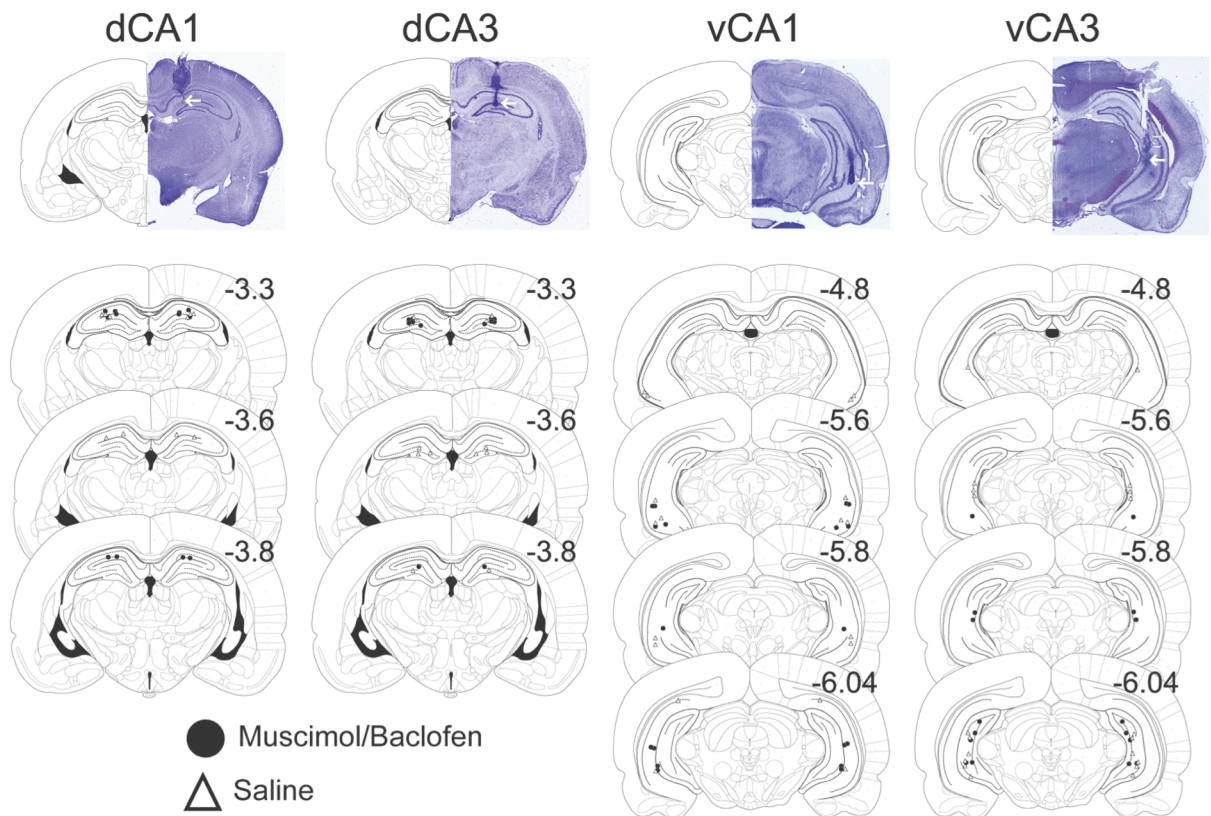 dCA1 dCA3 vCA1 vCA3
-3.3 -3.3 -4.8 -4.8
-3.6 -3.6 -5.6 -5.6
-3.8 -3.8 -5.8 -5.8
-6.04 -6.04
Muscimol/Baclofen
Saline